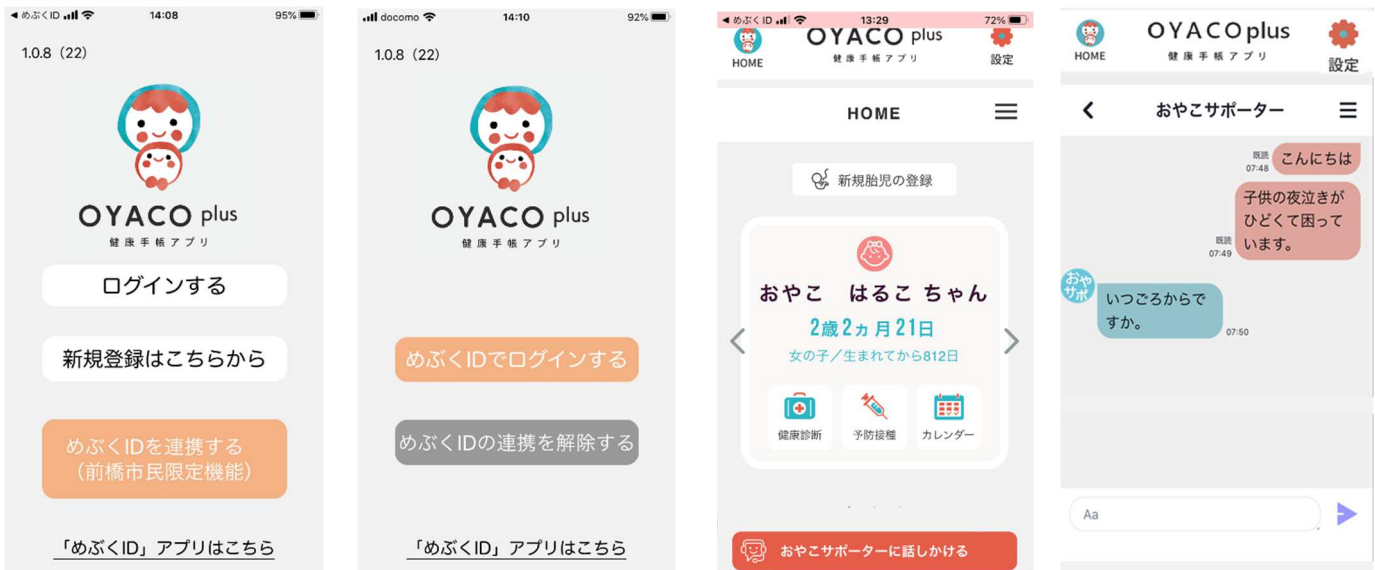 めぶくID 14:08 95%
1.0.8（22）
OYACO plus
健康手帳アプリ
ログインする
新規登録はこちらから
めぶくIDを連携する
（前橋市民限定機能）
「めぶくID」アプリはこちら
docomo 14:10 92%
1.0.8（22）
OYACO plus
健康手帳アプリ
めぶくIDでログインする
めぶくIDの連携を解除する
「めぶくID」アプリはこちら
めぶくID 13:29 72%
HOME
OYACO plus
健康手帳アプリ
設定
HOME
新規胎児の登録
おやこ はるこ ちゃん
2歳2ヵ月21日
女の子／生まれてから812日
健康診断 予防接種 カレンダー
おやこサポーターに話しかける
HOME
OYACO plus
健康手帳アプリ
設定
おやこサポーター
既読
07:48
こんにちは
子供の夜泣きが
ひどくて困って
います。
既読
07:49
おや
サポ
いつごろからで
すか。
07:50
Aa